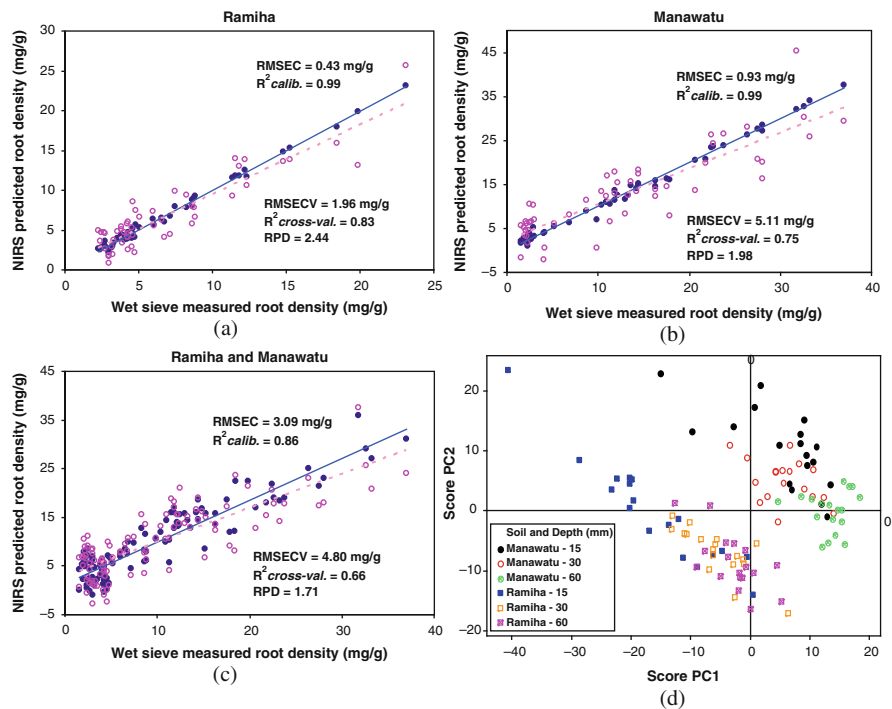 Ramiha
NIRS predicted root density (mg/g)
30
25
20
15
10
5
0
RMSEC = 0.43 mg/g
R² calib. = 0.99
RMSECV = 1.96 mg/g
R² cross-val. = 0.83
RPD = 2.44
0 5 10 15 20 25
Wet sieve measured root density (mg/g)
(a)
Manawatu
NIRS predicted root density (mg/g)
45
35
25
15
5
−5
RMSEC = 0.93 mg/g
R² calib. = 0.99
RMSECV = 5.11 mg/g
R² cross-val. = 0.75
RPD = 1.98
0 10 20 30 40
Wet sieve measured root density (mg/g)
(b)
Ramiha and Manawatu
NIRS predicted root density (mg/g)
45
35
25
15
5
−5
RMSEC = 3.09 mg/g
R² calib. = 0.86
RMSECV = 4.80 mg/g
R² cross-val. = 0.66
RPD = 1.71
0 10 20 30 40
Wet sieve measured root density (mg/g)
(c)
0
Score PC2
20
10
0
−10
−20
0
Soil and Depth (mm)
Manawatu - 15
Manawatu - 30
Manawatu - 60
Ramiha - 15
Ramiha - 30
Ramiha - 60
−40 −30 −20 −10 0 10 20
Score PC1
(d)